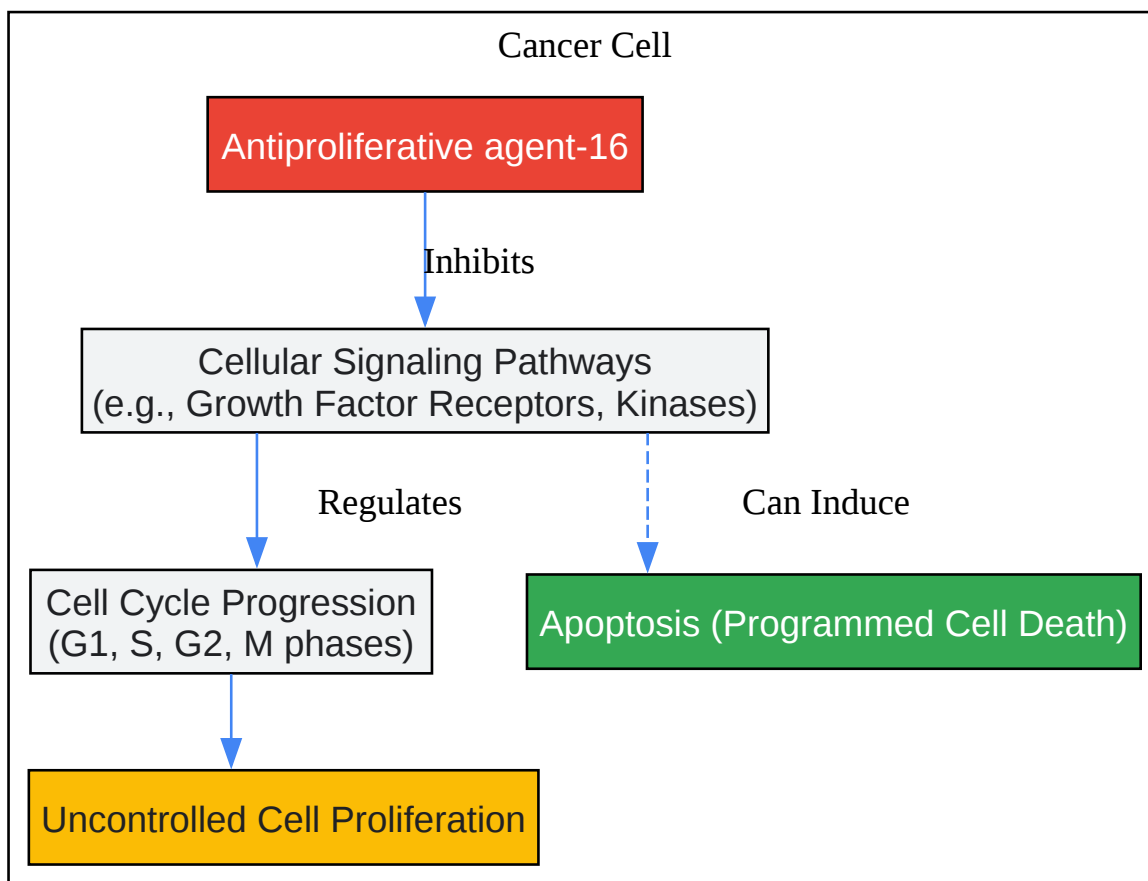 Cancer Cell
Antiproliferative agent-16
Inhibits
Cellular Signaling Pathways
(e.g., Growth Factor Receptors, Kinases)
Regulates
Can Induce
Cell Cycle Progression
(G1, S, G2, M phases)
Apoptosis (Programmed Cell Death)
Uncontrolled Cell Proliferation